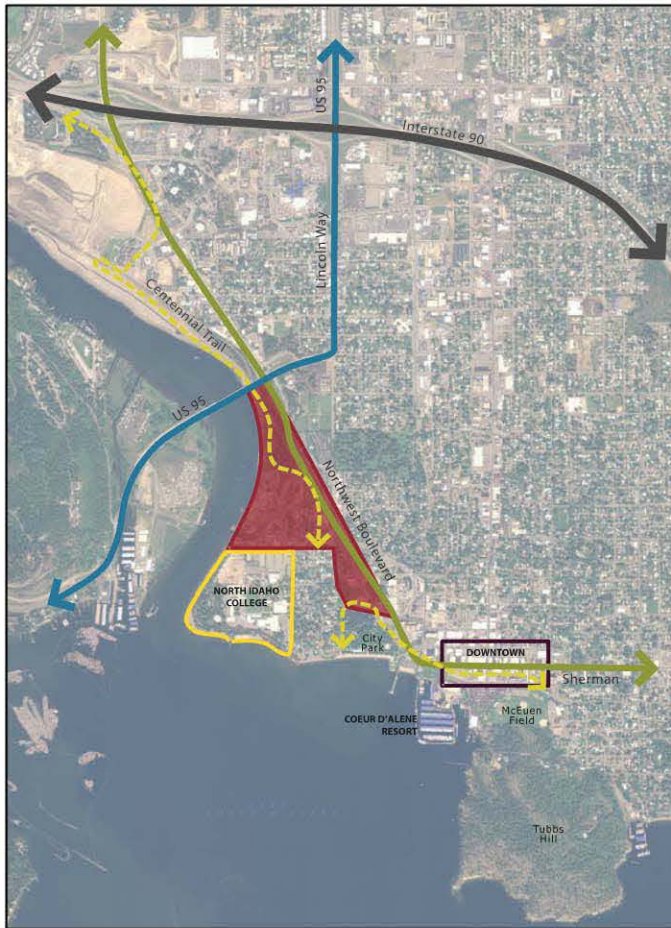 US 95
Interstate 90
Lincoln Way
Centennial Trail
US 95
Northwest Boulevard
NORTH IDAHO
COLLEGE
City
Park
DOWNTOWN
Sherman
McEuen
Field
COEUR D'ALENE
RESORT
Tubbs
Hill